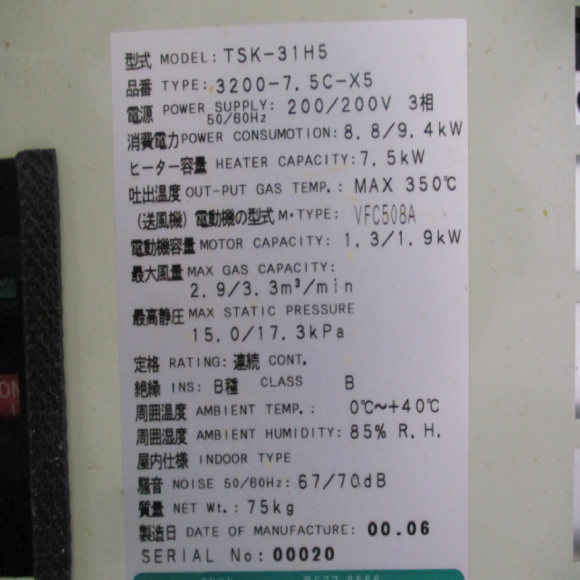 型式 MODEL: TSK-31H5
品番 TYPE: 3200-7.5C-X5
電源 POWER SUPPLY: 200/200V 3相
50/60Hz
消費電力 POWER CONSUMOTION: 8.8/9.4kW
ヒーター容量 HEATER CAPACITY: 7.5kW
吐出温度 OUT-PUT GAS TEMP.: MAX 350℃
(送風機) 電動機の型式 M・TYPE: VFC508A
電動機容量 MOTOR CAPACITY: 1.3/1.9kW
最大風量 MAX GAS CAPACITY:
2.9/3.3m³/min
最高静圧 MAX STATIC PRESSURE
15.0/17.3kPa
定格 RATING: 連続 CONT.
絶縁 INS: B種 CLASS B
周囲温度 AMBIENT TEMP.: 0℃~+40℃
周囲湿度 AMBIENT HUMIDITY: 85% R.H.
屋内仕様 INDOOR TYPE
騒音 NOISE 50/60Hz: 67/70dB
質量 NET Wt.: 75kg
製造日 DATE OF MANUFACTURE: 00.06
SERIAL No: 00020
ON